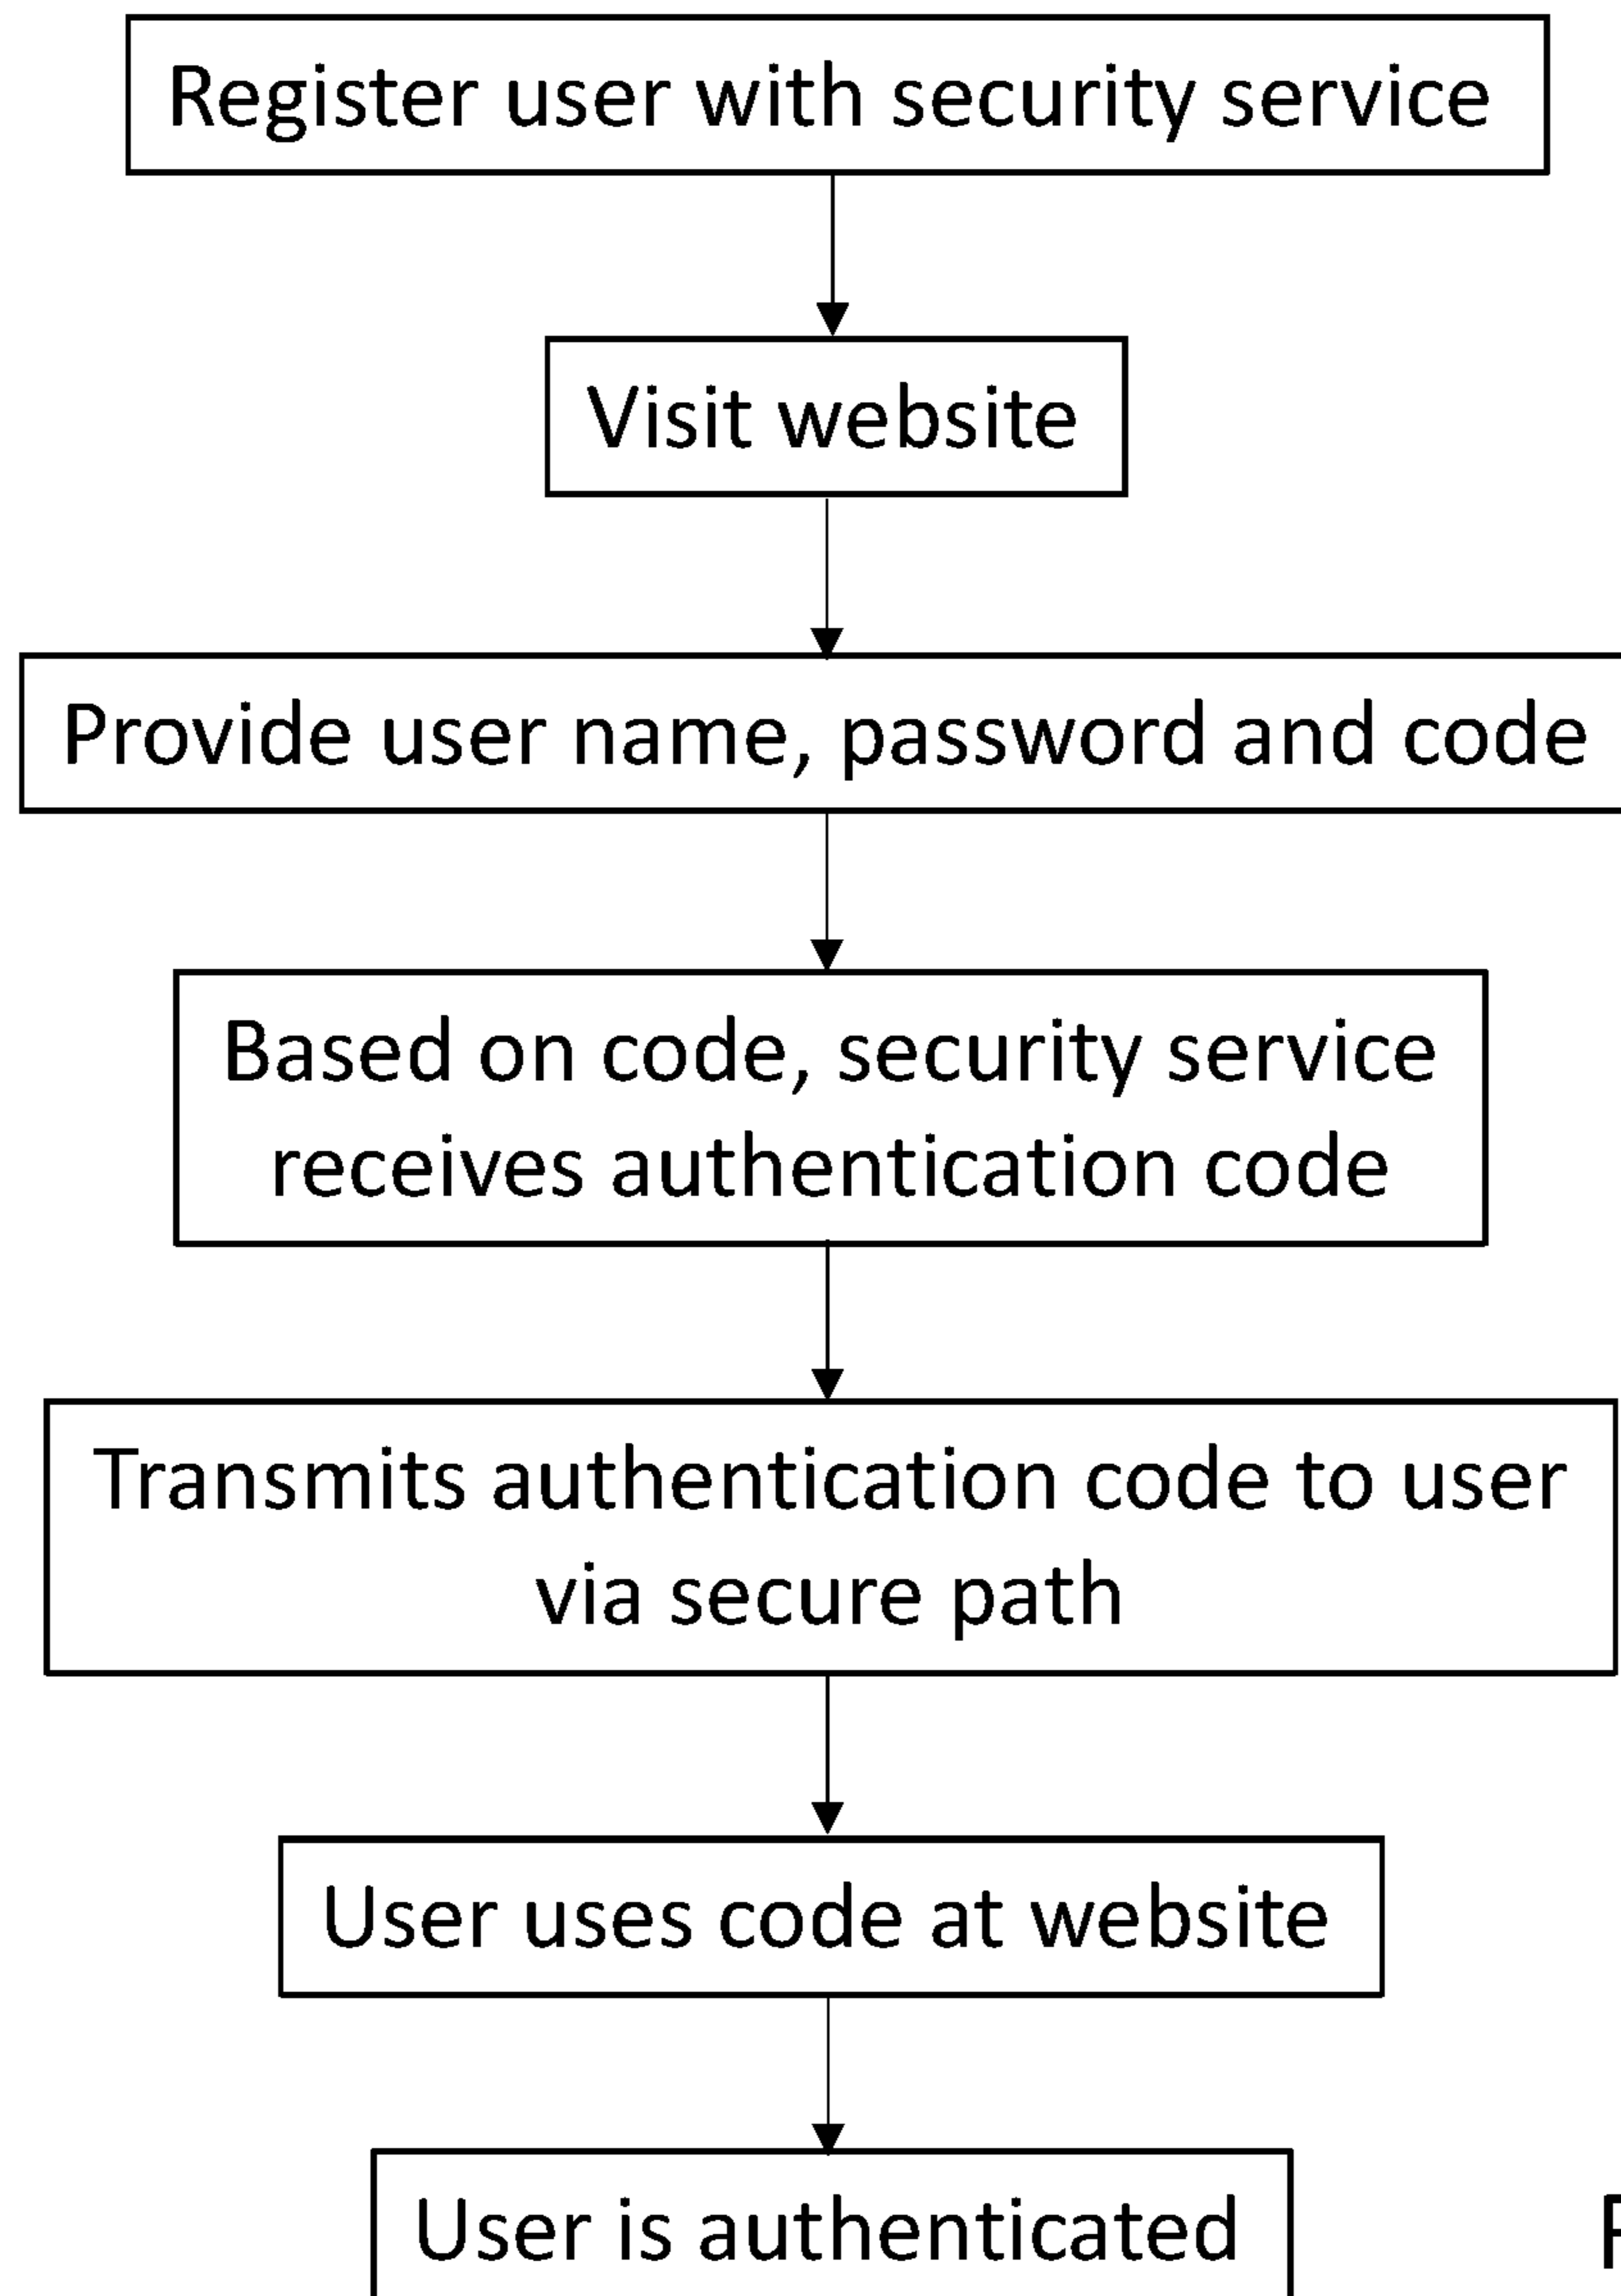 Register user with security service
Visit website
Provide user name, password and code
Based on code, security service
receives authentication code
Transmits authentication code to user
via secure path
User uses code at website
User is authenticated